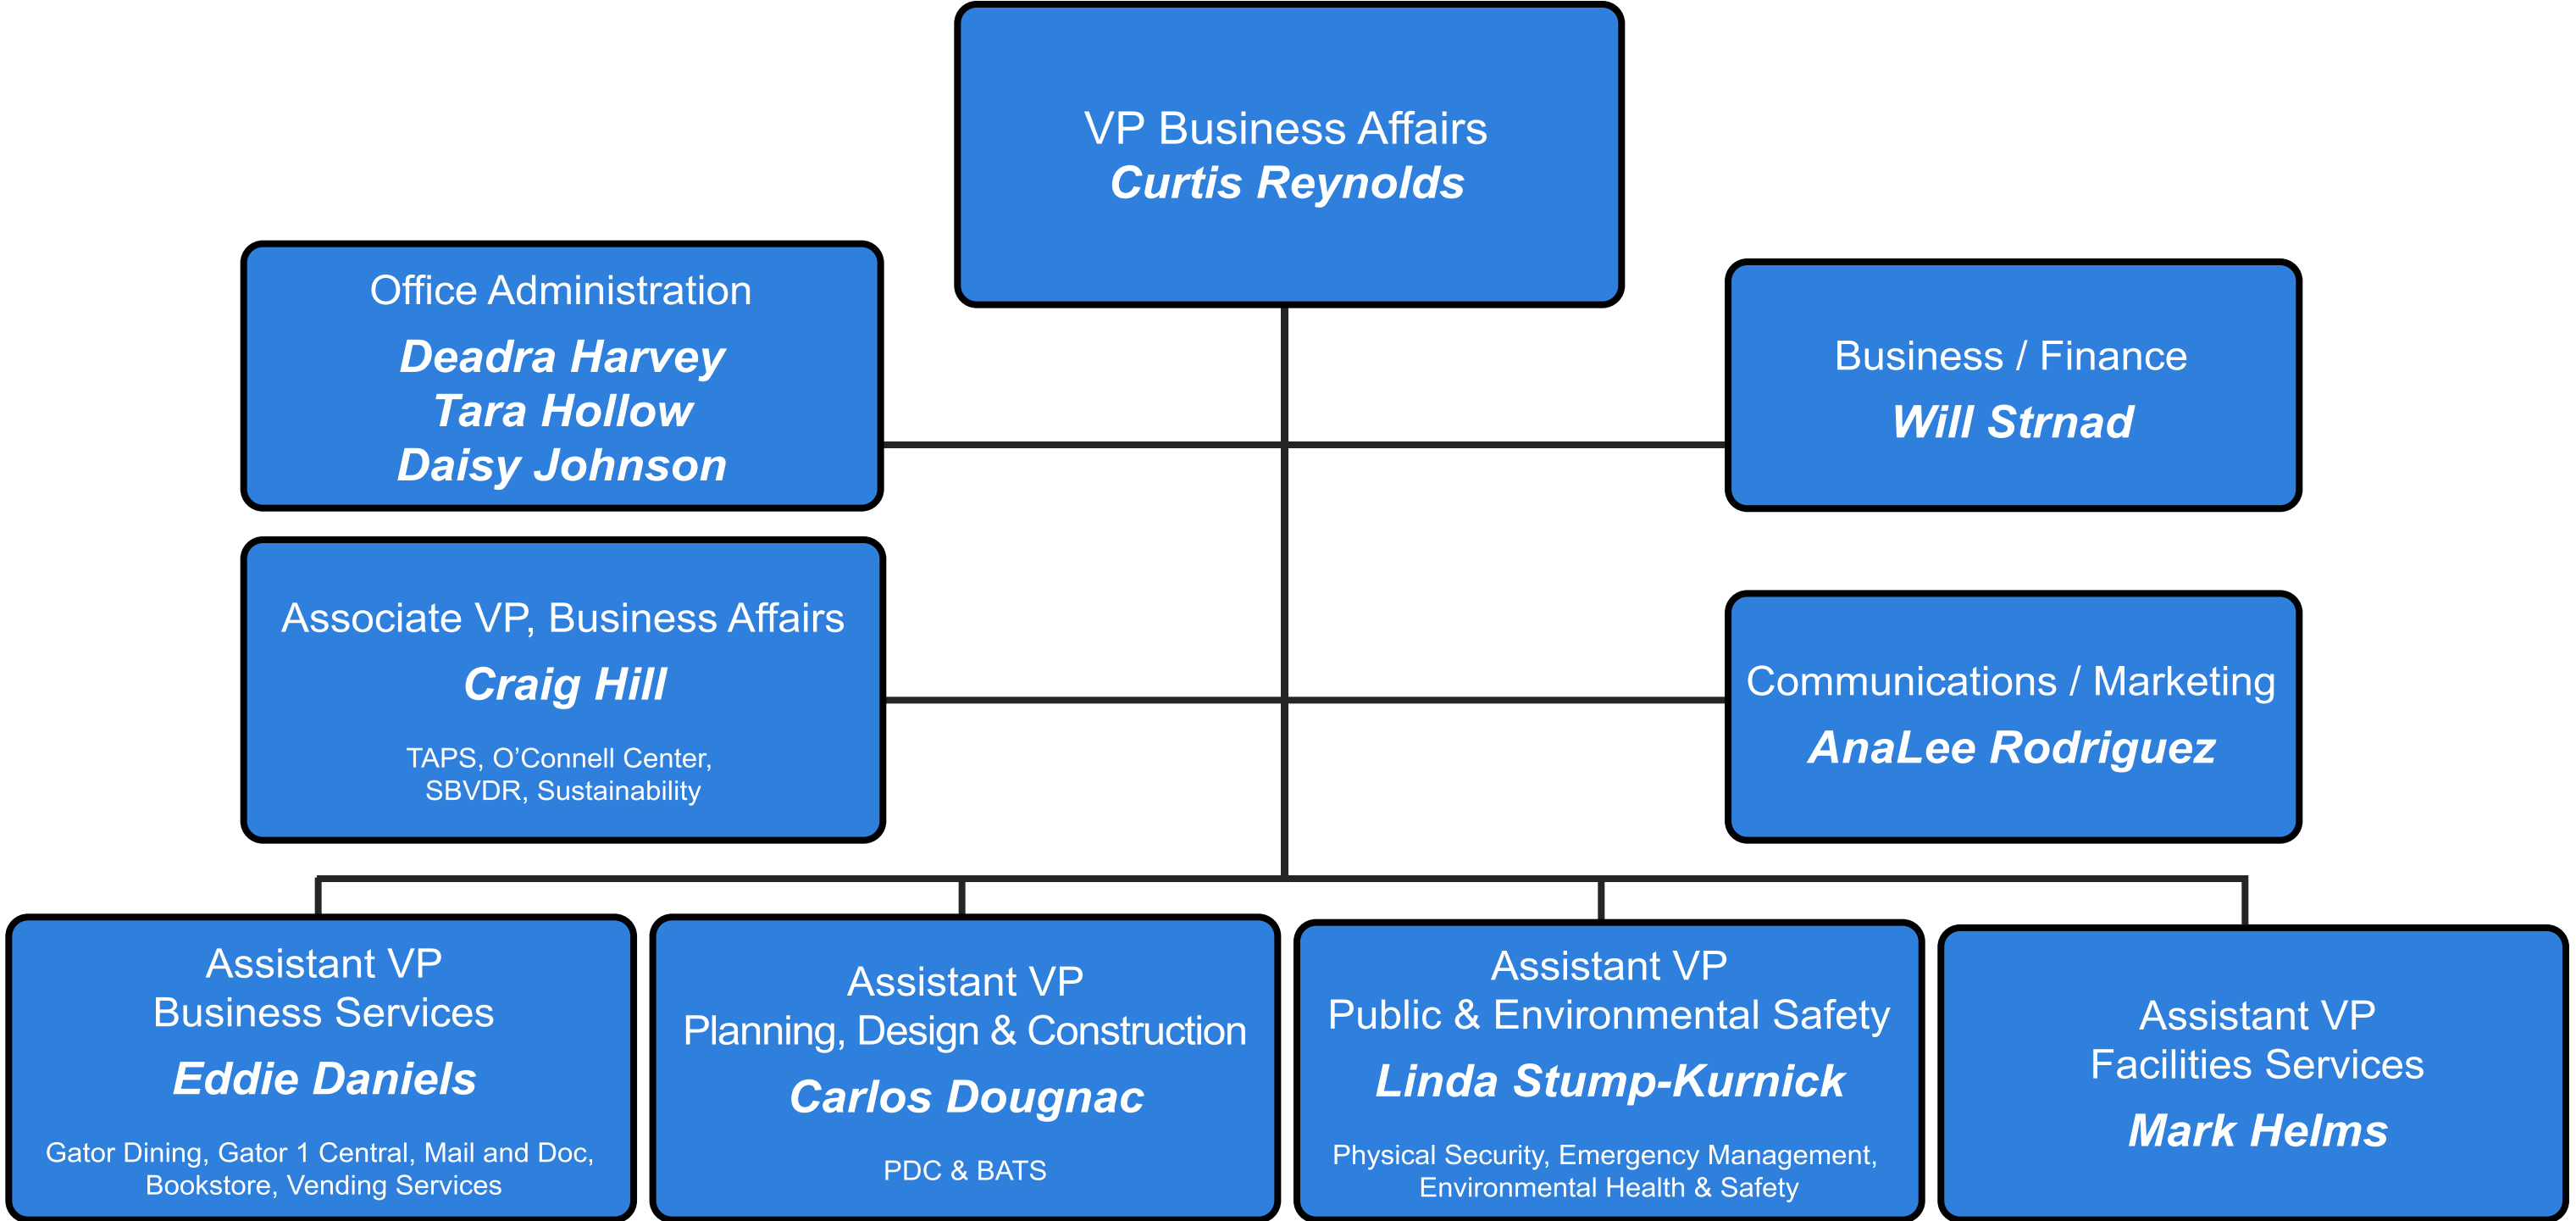 VP Business Affairs
Curtis Reynolds
Office Administration
Deadra Harvey
Tara Hollow
Daisy Johnson
Business / Finance
Will Strnad
Associate VP, Business Affairs
Craig Hill
TAPS, O’Connell Center,
SBVDR, Sustainability
Communications / Marketing
AnaLee Rodriguez
Assistant VP
Business Services
Eddie Daniels
Gator Dining, Gator 1 Central, Mail and Doc,
Bookstore, Vending Services
Assistant VP
Planning, Design & Construction
Carlos Dougnac
PDC & BATS
Assistant VP
Public & Environmental Safety
Linda Stump-Kurnick
Physical Security, Emergency Management,
Environmental Health & Safety
Assistant VP
Facilities Services
Mark Helms